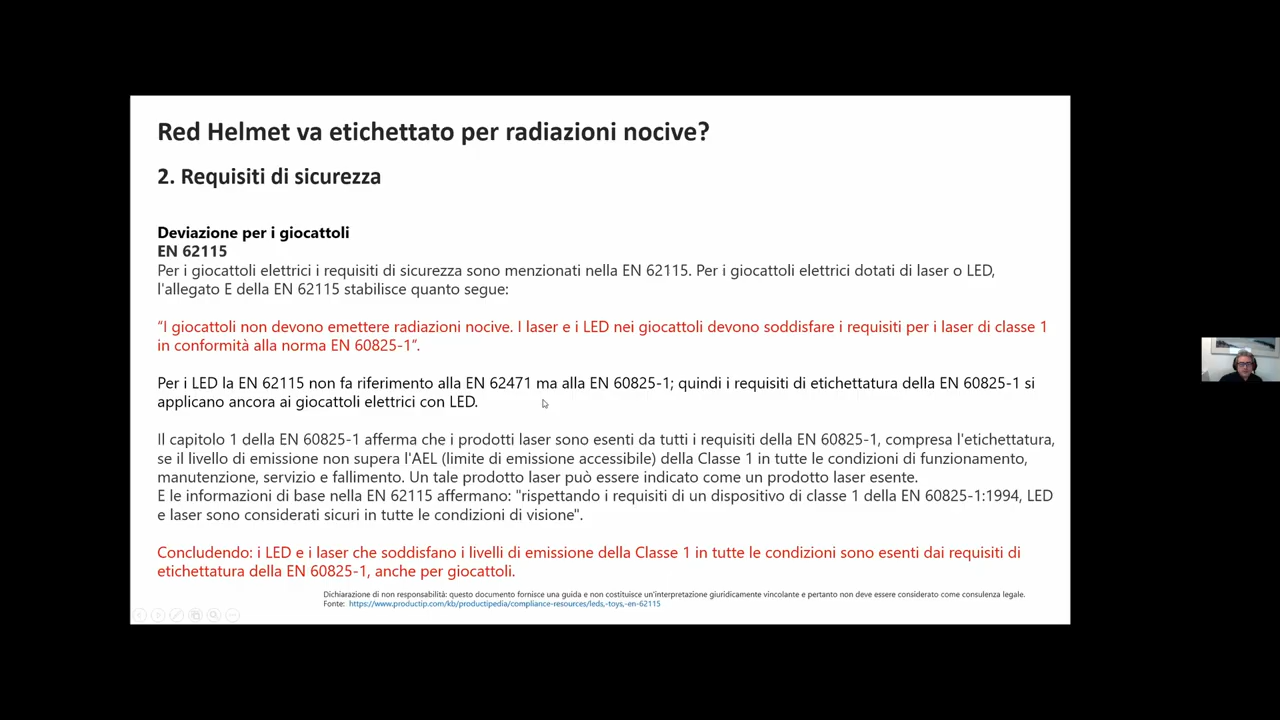 Red Helmet va etichettato per radiazioni nocive?
2. Requisiti di sicurezza
Deviazione per i giocattoli
EN 62115
Per i giocattoli elettrici i requisiti di sicurezza sono menzionati nella EN 62115. Per i giocattoli elettrici dotati di laser o LED,
l'allegato E della EN 62115 stabilisce quanto segue:
“I giocattoli non devono emettere radiazioni nocive. I laser e i LED nei giocattoli devono soddisfare i requisiti per i laser di classe 1
in conformità alla norma EN 60825-1“.
Per i LED la EN 62115 non fa riferimento alla EN 62471 ma alla EN 60825-1; quindi i requisiti di etichettatura della EN 60825-1 si
applicano ancora ai giocattoli elettrici con LED.
Il capitolo 1 della EN 60825-1 afferma che i prodotti laser sono esenti da tutti i requisiti della EN 60825-1, compresa l'etichettatura,
se il livello di emissione non supera l'AEL (limite di emissione accessibile) della Classe 1 in tutte le condizioni di funzionamento,
manutenzione, servizio e fallimento. Un tale prodotto laser può essere indicato come un prodotto laser esente.
E le informazioni di base nella EN 62115 affermano: "rispettando i requisiti di un dispositivo di classe 1 della EN 60825-1:1994, LED
e laser sono considerati sicuri in tutte le condizioni di visione".
Concludendo: i LED e i laser che soddisfano i livelli di emissione della Classe 1 in tutte le condizioni sono esenti dai requisiti di
etichettatura della EN 60825-1, anche per giocattoli.
Dichiarazione di non responsabilità: questo documento fornisce una guida e non costituisce un'interpretazione giuridicamente vincolante e pertanto non deve essere considerato come consulenza legale.
Fonte: https://www.productip.com/kb/productipedia/compliance-resources/leds,-toys,-en-62115